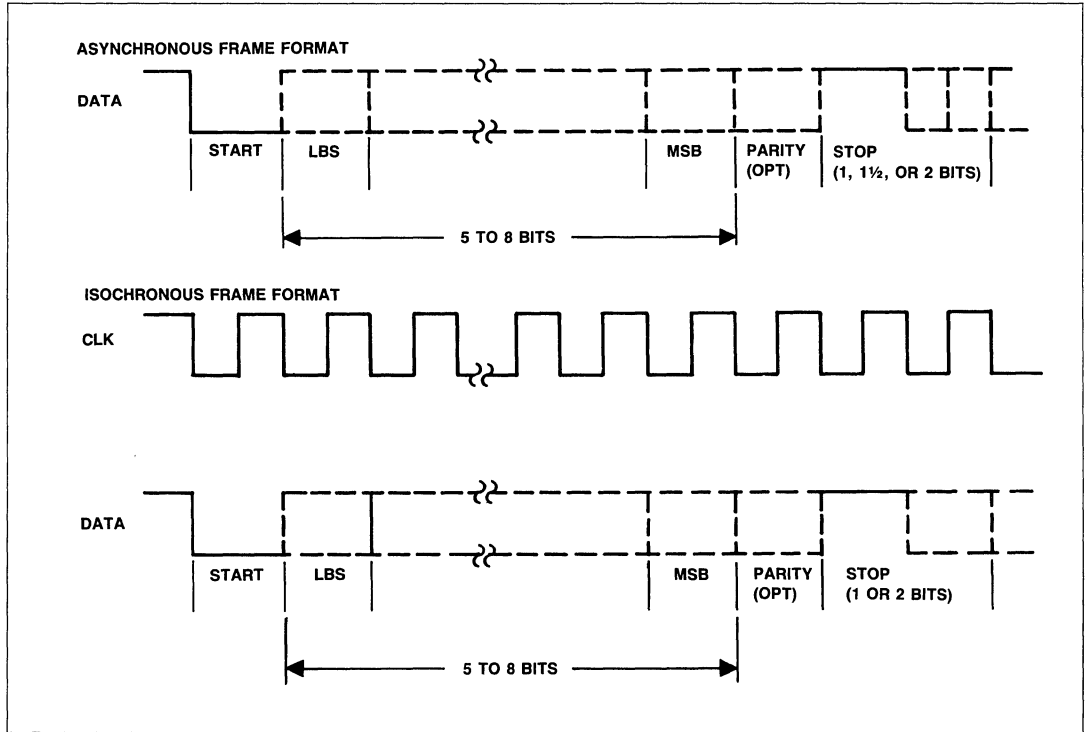 ASYNCHRONOUS FRAME FORMAT
DATA
START LBS MSB PARITY (OPT) STOP (1, 1½, OR 2 BITS)
5 TO 8 BITS
ISOCHRONOUS FRAME FORMAT
CLK
DATA
START LBS MSB PARITY (OPT) STOP (1 OR 2 BITS)
5 TO 8 BITS